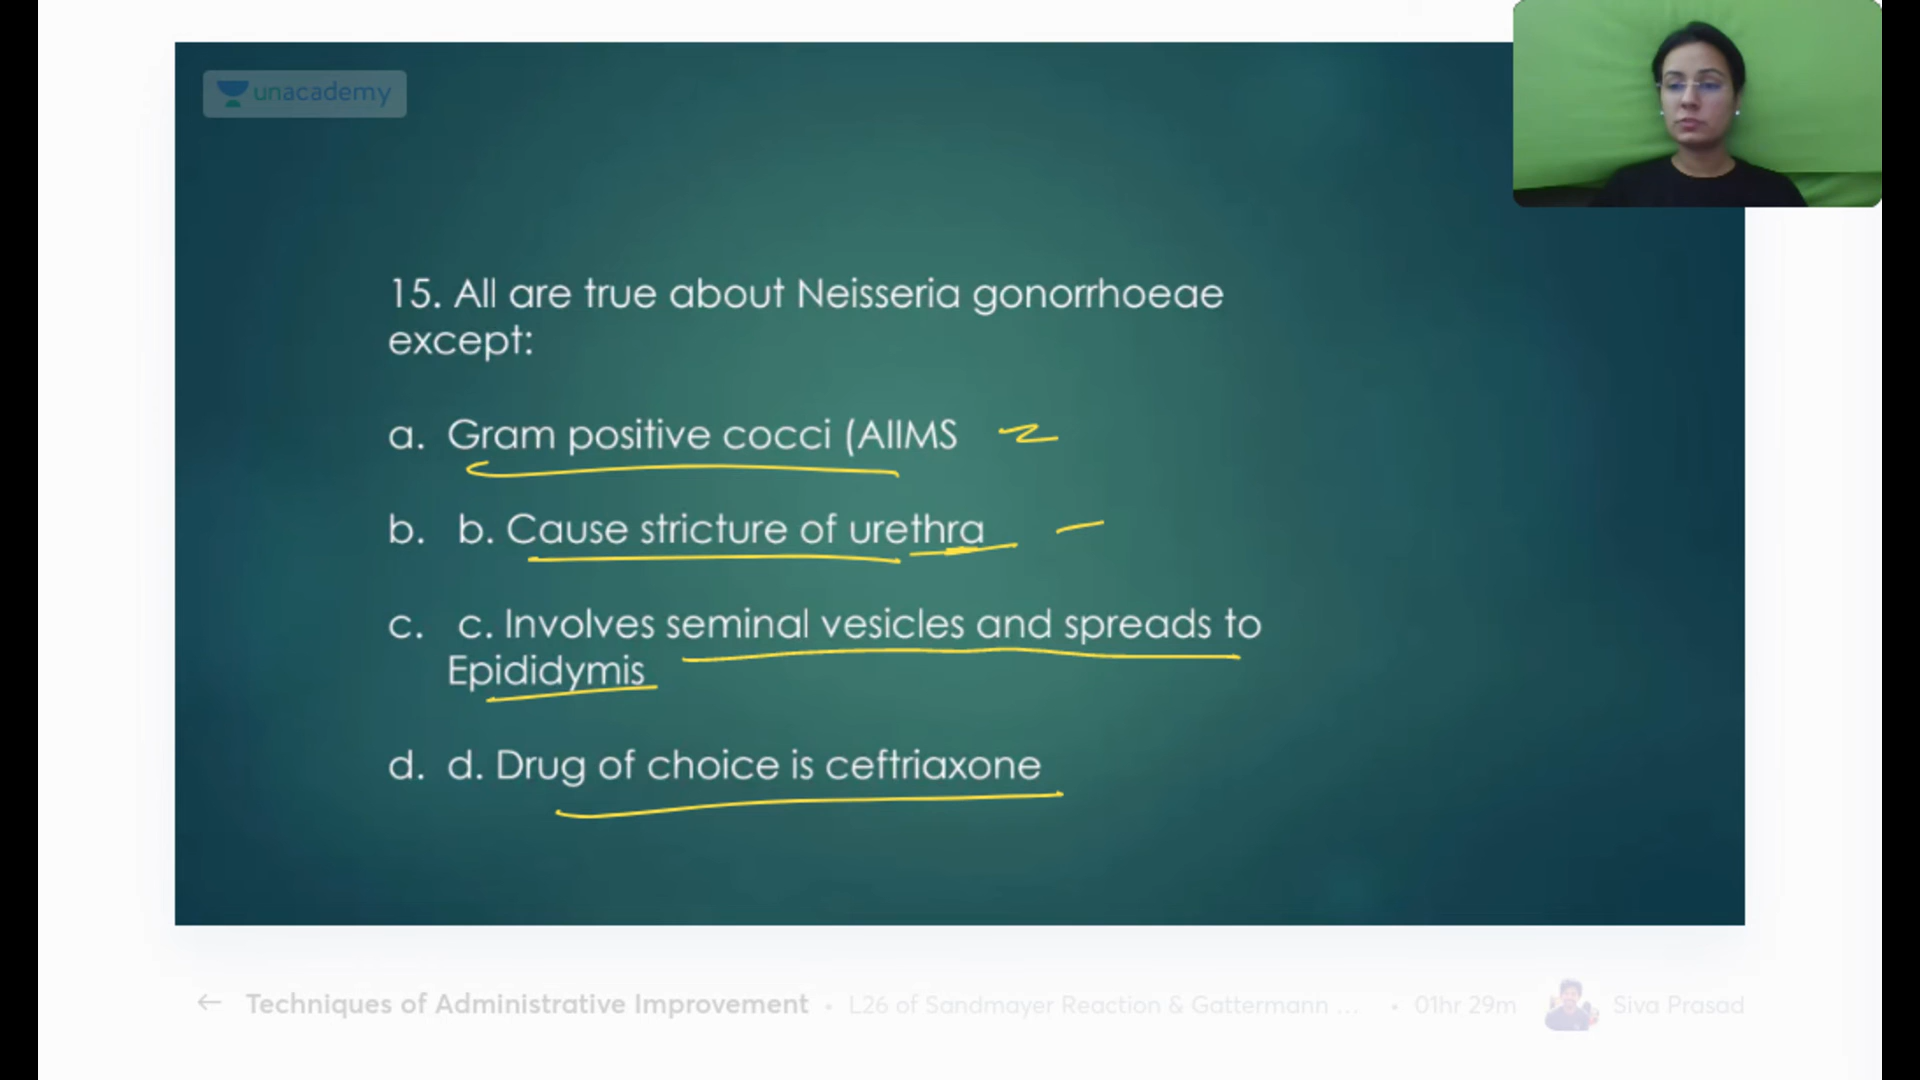 unacademy
15. All are true about Neisseria gonorrhoeae
except:
a. Gram positive cocci (AIIMS
b. b. Cause stricture of urethra
c. c. Involves seminal vesicles and spreads to
Epididymis
d. d. Drug of choice is ceftriaxone
← Techniques of Administrative Improvement • L26 of Sandmayer Reaction & Gattermann ... • 01hr 29m Siva Prasad